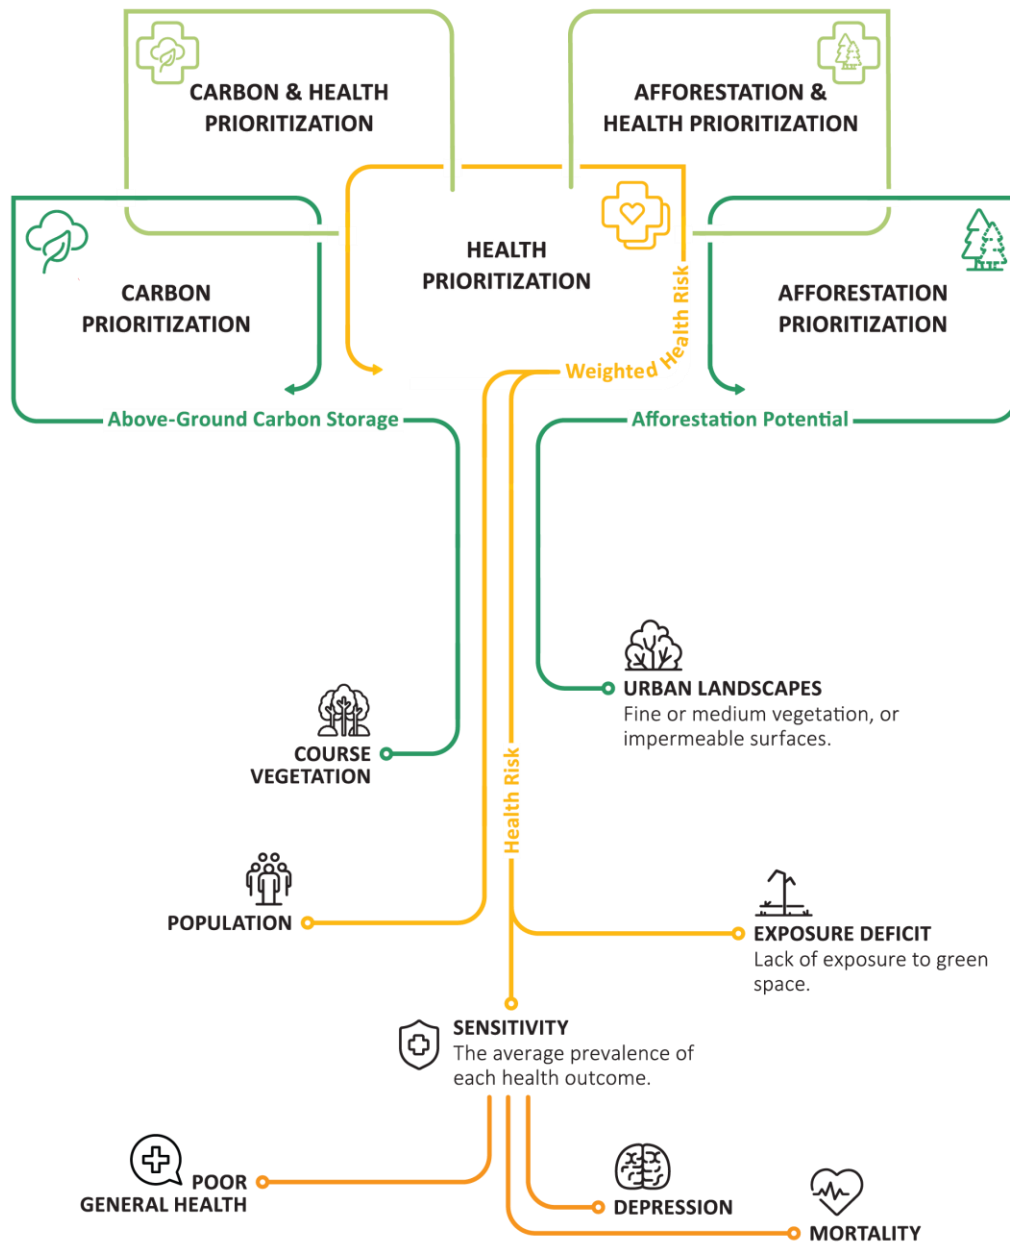 CARBON & HEALTH
PRIORITIZATION
AFFORESTATION &
HEALTH PRIORITIZATION
HEALTH
PRIORITIZATION
CARBON
PRIORITIZATION
AFFORESTATION
PRIORITIZATION
Weighted Health Risk
Above-Ground Carbon Storage
Afforestation Potential
URBAN LANDSCAPES
Fine or medium vegetation, or
impermeable surfaces.
COURSE
VEGETATION
Health Risk
POPULATION
EXPOSURE DEFICIT
Lack of exposure to green
space.
SENSITIVITY
The average prevalence of
each health outcome.
POOR
GENERAL HEALTH
DEPRESSION
MORTALITY